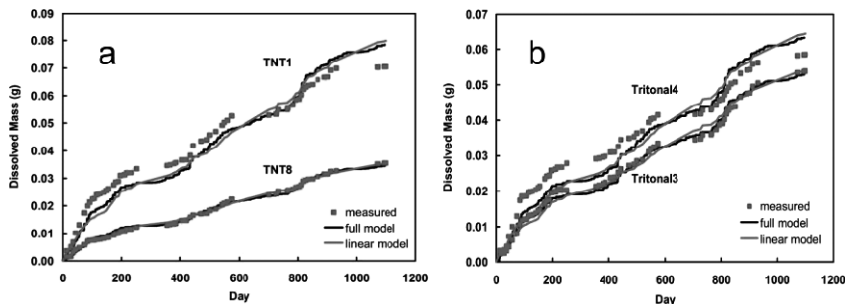 a
TNT1
TNT8
Dissolved Mass (g)
0.09
0.08
0.07
0.06
0.05
0.04
0.03
0.02
0.01
0.00
0 200 400 600 800 1000 1200
Day
measured
full model
linear model
b
Tritonal4
Tritonal3
Dissolved Mass (g)
0.07
0.06
0.05
0.04
0.03
0.02
0.01
0.00
0 200 400 600 800 1000 1200
Day
measured
full model
linear model